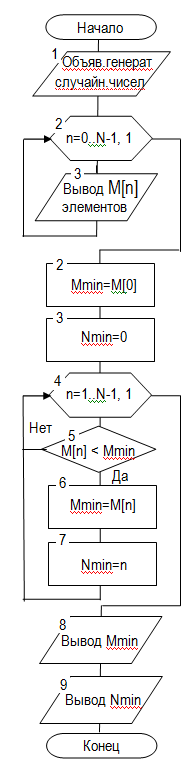 Начало
1
Объяв.генерат
случайн.чисел
2
n=0..N-1, 1
3
Вывод M[n]
элементов
2
Mmin=M[0]
3
Nmin=0
4
n=1..N-1, 1
Нет
5
M[n] < Mmin
Да
6
Mmin=M[n]
7
Nmin=n
8
Вывод Mmin
9
Вывод Nmin
Конец